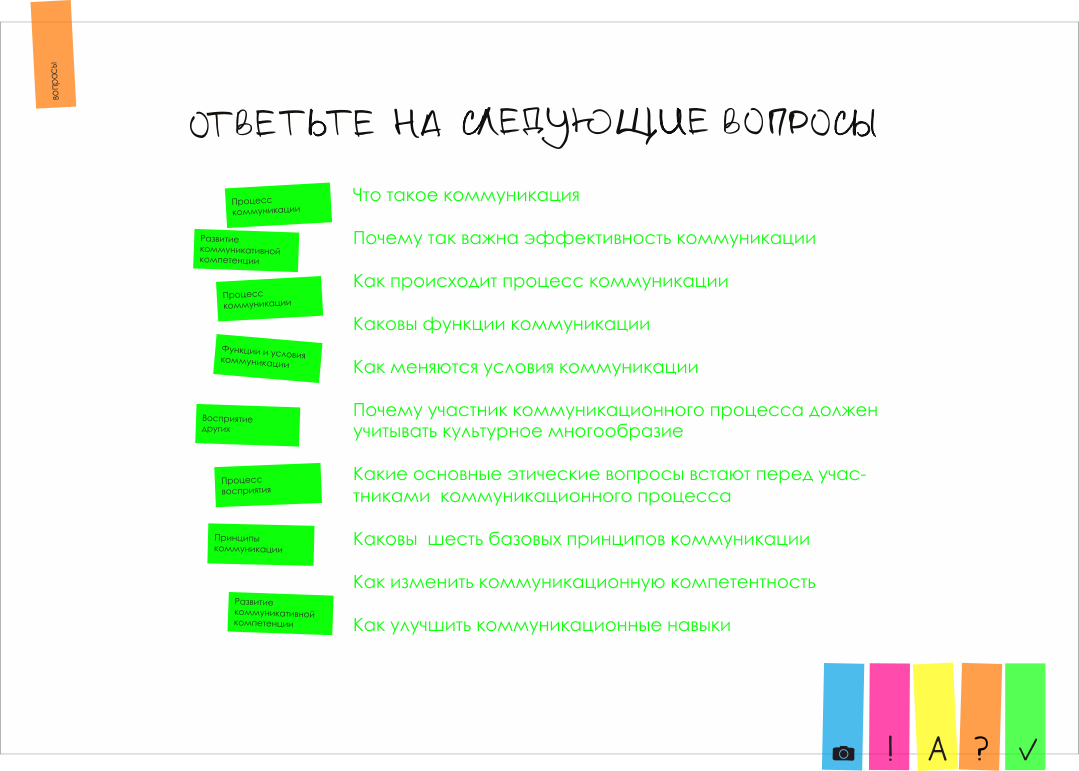 вопросы
ОТВЕТЬТЕ НА СЛЕДУЮЩИЕ ВОПРОСЫ
Процесс
коммуникации
Что такое коммуникация
Развитие
коммуникативной
компетенции
Почему так важна эффективность коммуникации
Процесс
коммуникации
Как происходит процесс коммуникации
Каковы функции коммуникации
Функции и условия
коммуникации
Как меняются условия коммуникации
Восприятие
других
Почему участник коммуникационного процесса должен
учитывать культурное многообразие
Процесс
восприятия
Какие основные этические вопросы встают перед учас-
тниками  коммуникационного процесса
Принципы
коммуникации
Каковы  шесть базовых принципов коммуникации
Как изменить коммуникационную компетентность
Развитие
коммуникативной
компетенции
Как улучшить коммуникационные навыки
! А ? ✓